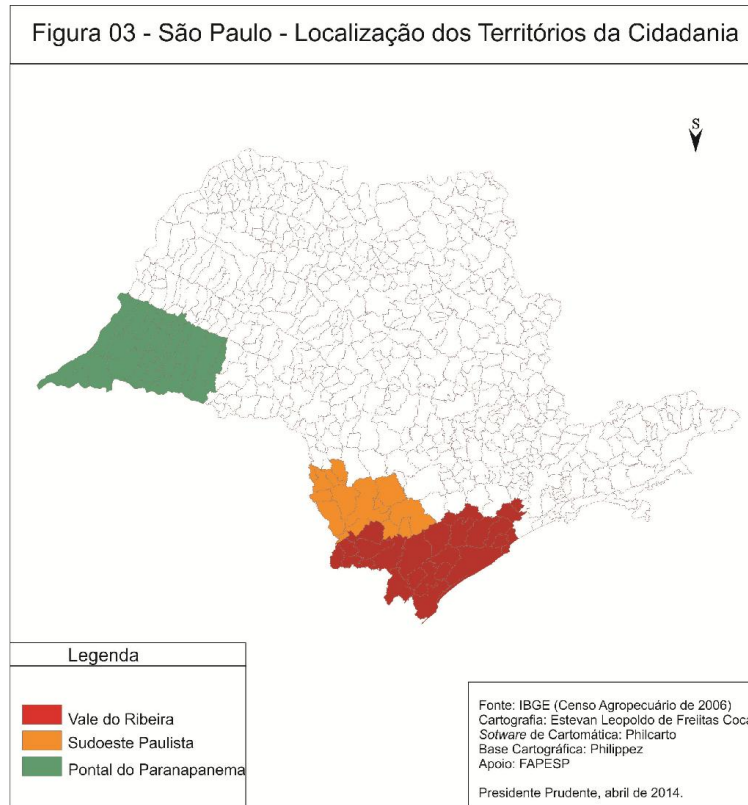 Figura 03 - São Paulo - Localização dos Territórios da Cidadania
S
Legenda
Vale do Ribeira
Sudoeste Paulista
Pontal do Paranapanema
Fonte: IBGE (Censo Agropecuário de 2006)
Cartografia: Estevan Leopoldo de Freiitas Coca
Sotware de Cartomática: Philcarto
Base Cartográfica: Philippez
Apoio: FAPESP
Presidente Prudente, abril de 2014.